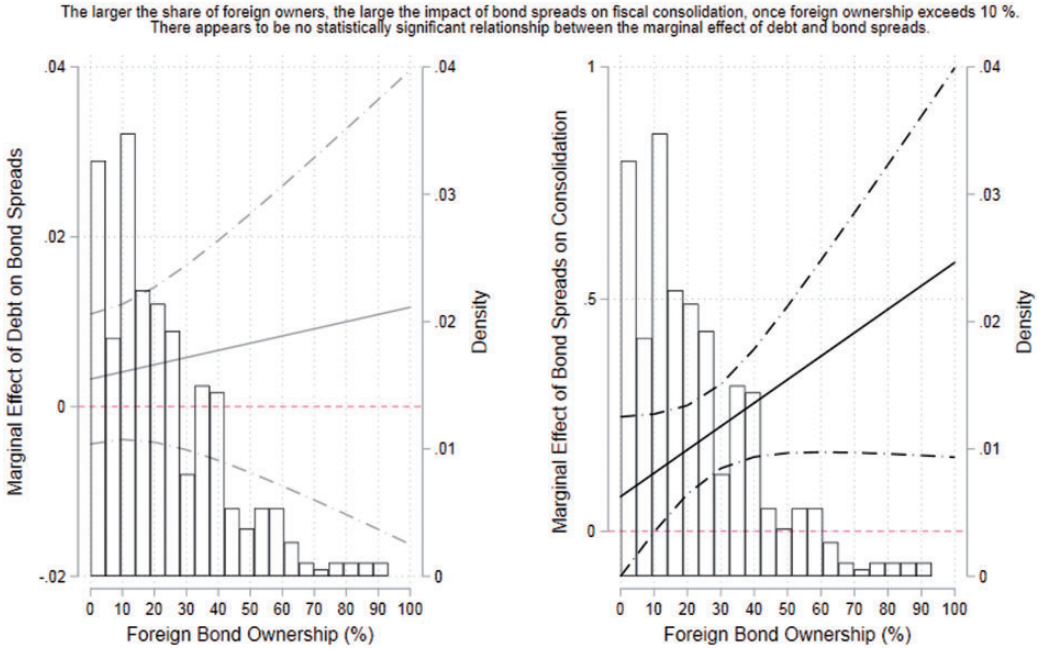 The larger the share of foreign owners, the large the impact of bond spreads on fiscal consolidation, once foreign ownership exceeds 10 %.
There appears to be no statistically significant relationship between the marginal effect of debt and bond spreads.
Marginal Effect of Debt on Bond Spreads
.04
.02
0
-.02
.04
.03
.02
.01
0
Density
0 10 20 30 40 50 60 70 80 90 100
Foreign Bond Ownership (%)
Marginal Effect of Bond Spreads on Consolidation
1
.5
0
.04
.03
.02
.01
0
Density
0 10 20 30 40 50 60 70 80 90 100
Foreign Bond Ownership (%)